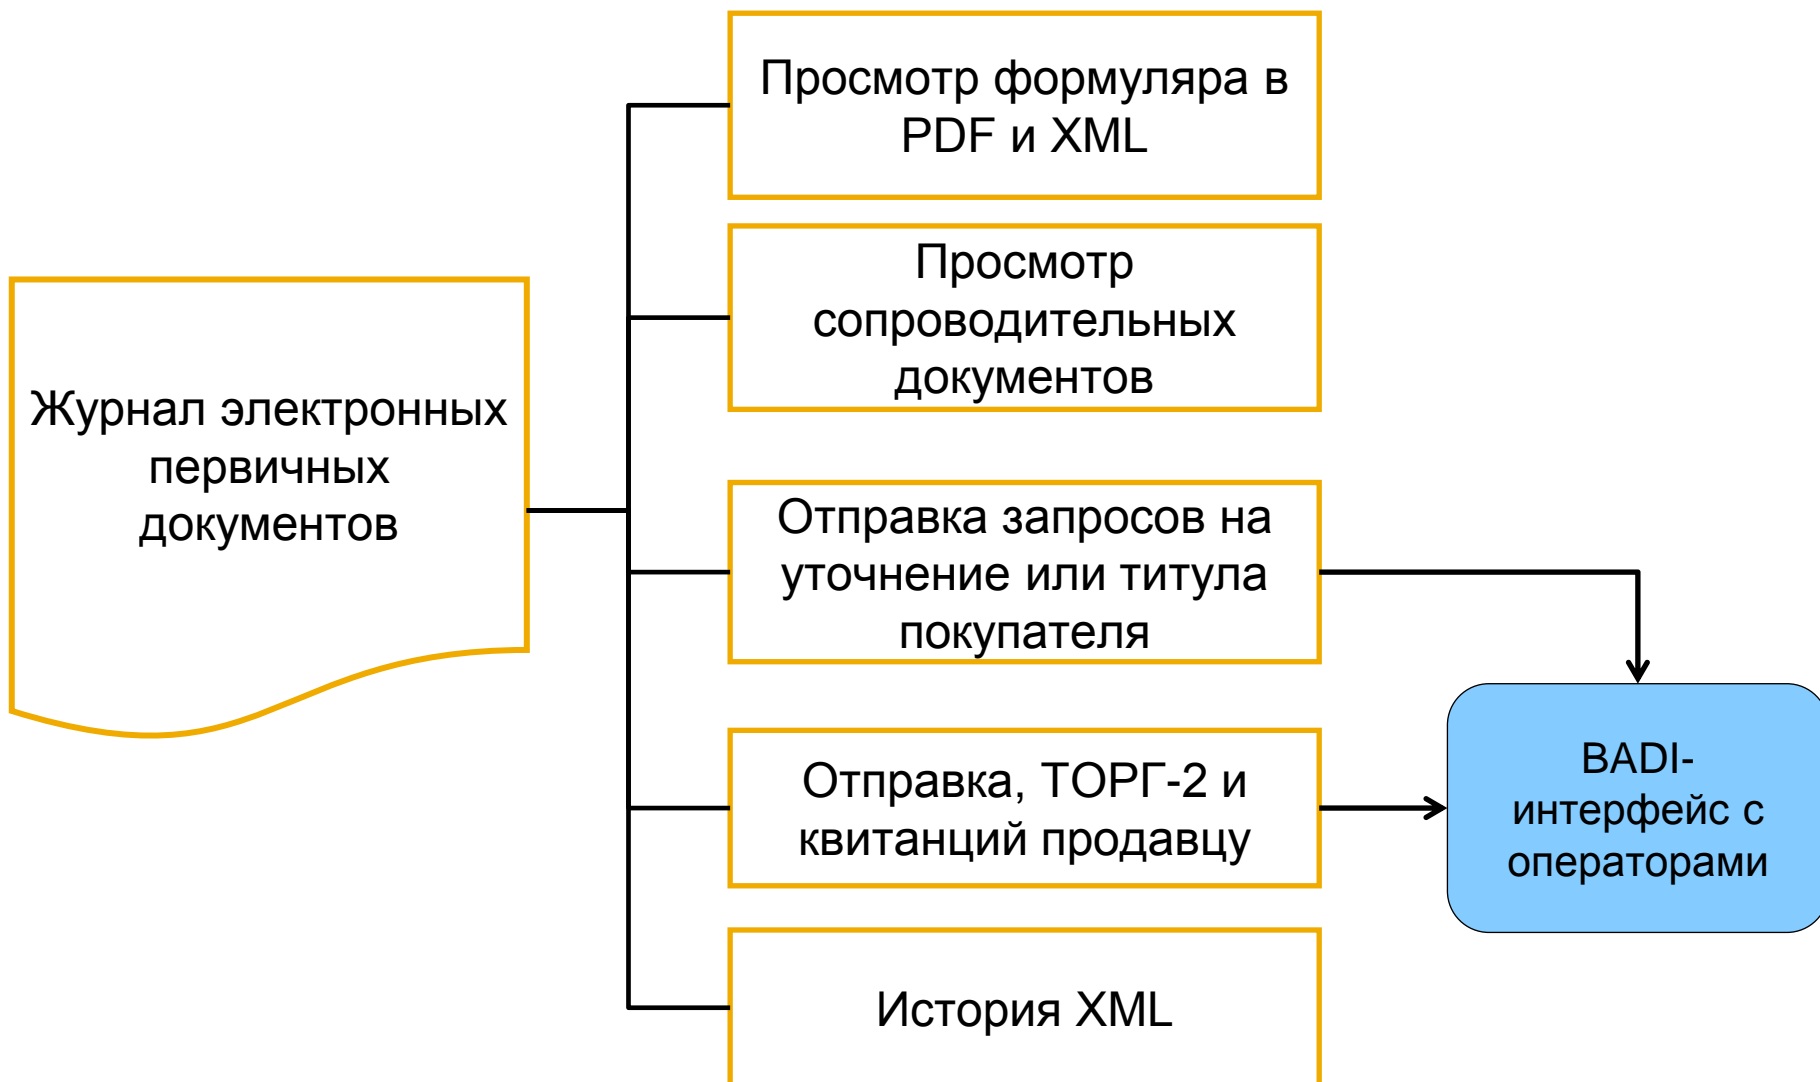 Просмотр формуляра в
PDF и XML
Просмотр
сопроводительных
документов
Журнал электронных
первичных
документов
Отправка запросов на
уточнение или титула
покупателя
Отправка, ТОРГ-2 и
квитанций продавцу
BADI-
интерфейс с
операторами
История XML